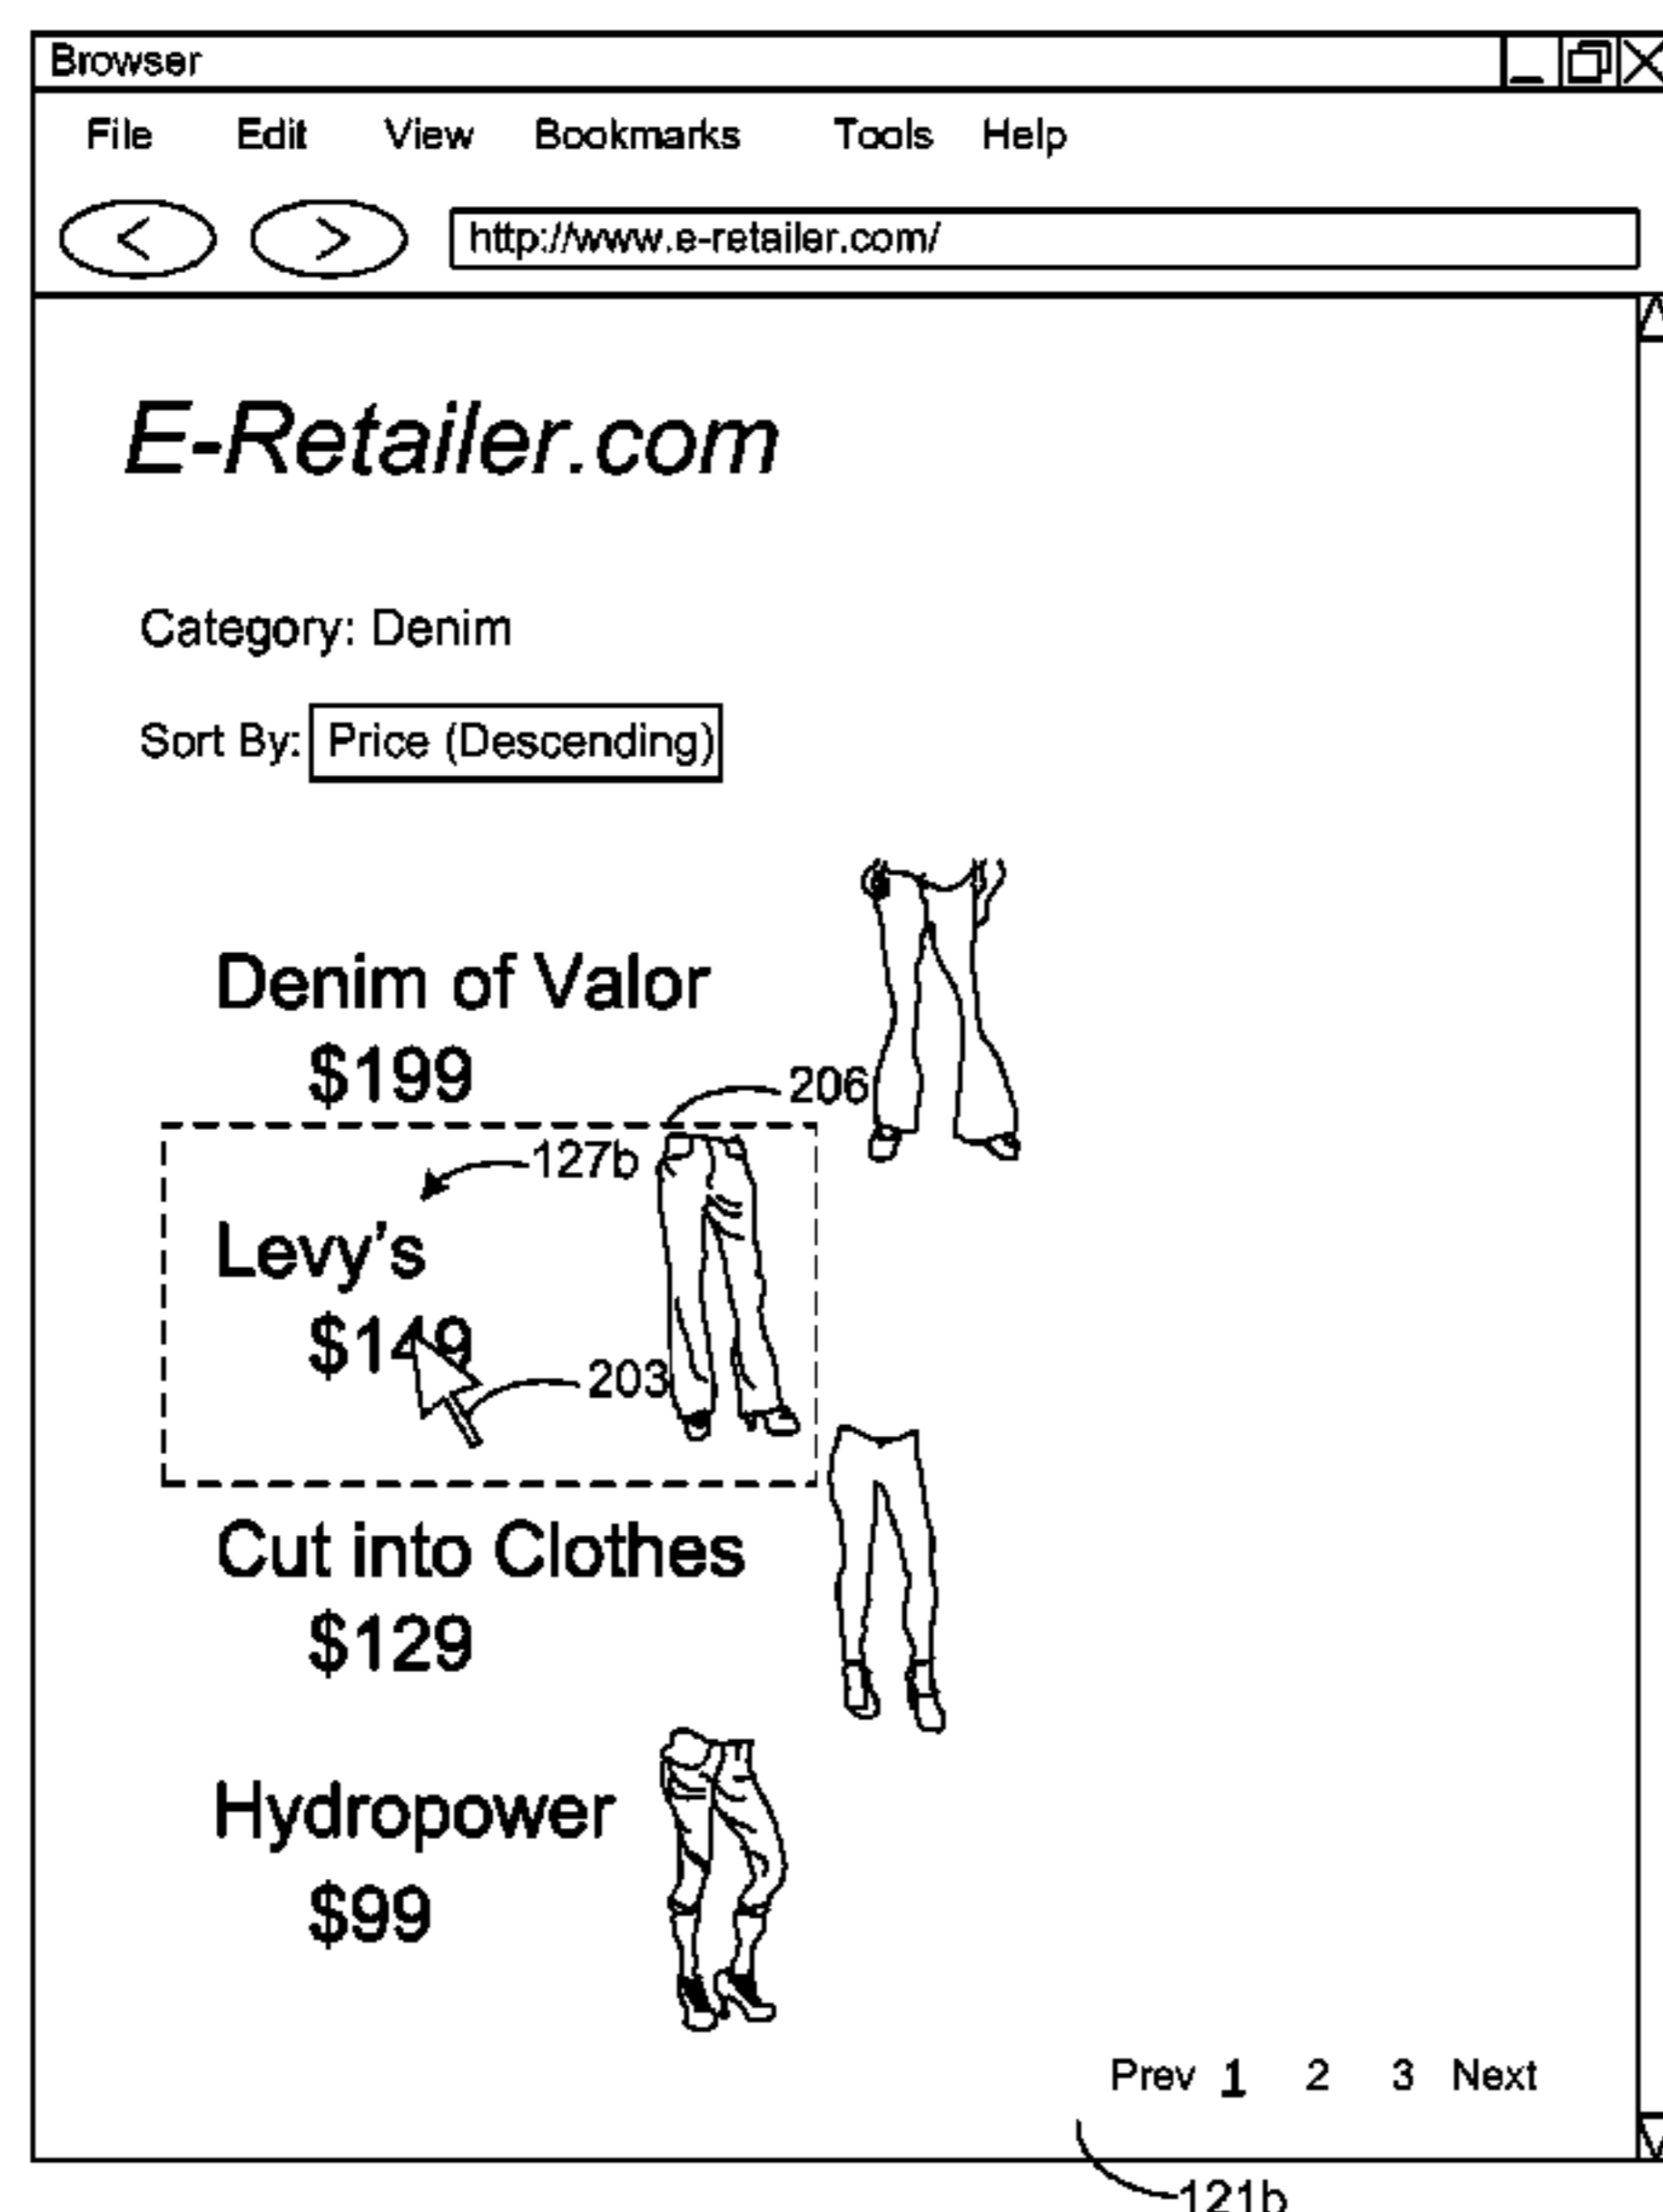 Browser
File Edit View Bookmarks Tools Help
< > http://www.e-retailer.com/
E-Retailer.com
Category: Denim
Sort By: Price (Descending)
Denim of Valor
$199
206
127b
Levy's
$149
203
Cut into Clothes
$129
Hydropower
$99
Prev 1 2 3 Next
121b